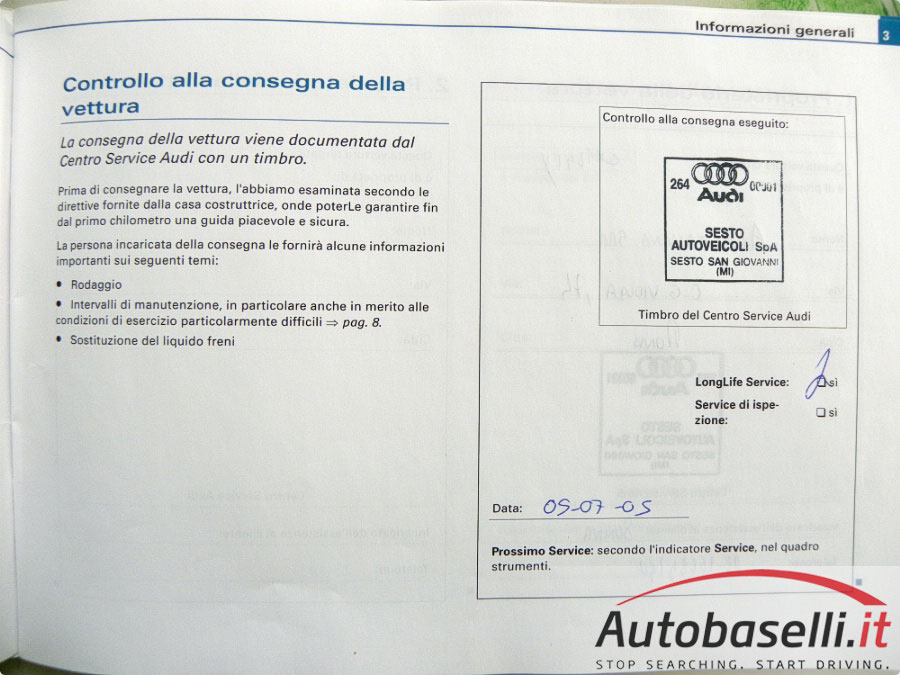 Informazioni generali
3
Controllo alla consegna della
vettura
La consegna della vettura viene documentata dal
Centro Service Audi con un timbro.
Prima di consegnare la vettura, l'abbiamo esaminata secondo le
direttive fornite dalla casa costruttrice, onde poterLe garantire fin
dal primo chilometro una guida piacevole e sicura.
La persona incaricata della consegna le fornirà alcune informazioni
importanti sui seguenti temi:
• Rodaggio
• Intervalli di manutenzione, in particolare anche in merito alle
condizioni di esercizio particolarmente difficili ⇒ pag. 8.
• Sostituzione del liquido freni
Controllo alla consegna eseguito:
264
Audi
SESTO
AUTOVEICOLI SpA
SESTO SAN GIOVANNI
(MI)
Timbro del Centro Service Audi
LongLife Service: ❑ sì
Service di ispe-
zione: ❑ sì
Data: 05-07-05
Prossimo Service: secondo l'indicatore Service, nel quadro
strumenti.
Autobaselli.it
STOP SEARCHING. START DRIVING.